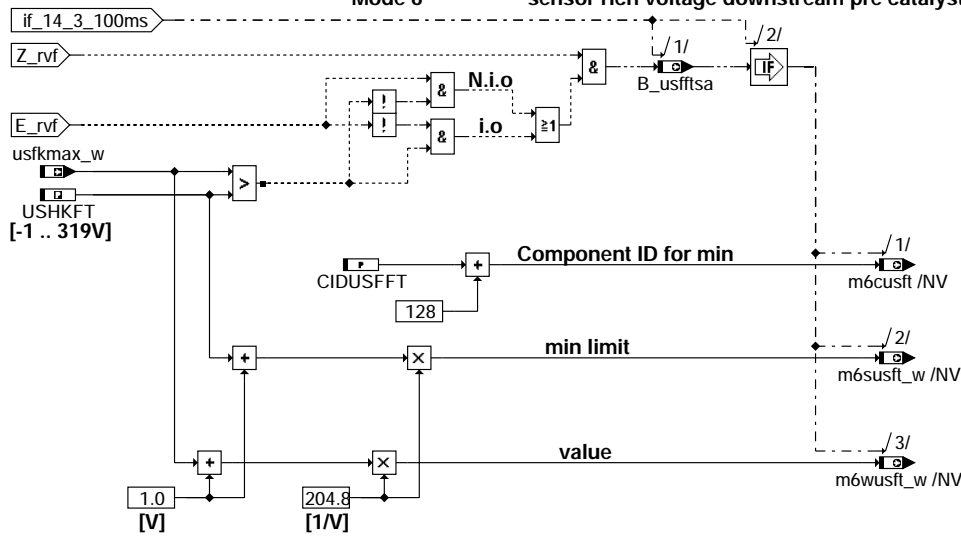 Mode 6 sensor rich voltage downstream pre catalyst
if_14_3_100ms
/2/
Z_rvf
/1/
&
IF
B_usfftsa
!
&
N.i.o
≥1
E_rvf
!
&
i.o
usfkmax_w
>
USHKFT
[-1 .. 319V]
/1/
P
+
Component ID for min
CIDUSFFT
m6cusft /NV
128
/2/
+
×
min limit
m6susft_w /NV
/3/
+
×
value
m6wusft_w /NV
1.0
204.8
[V]
[1/V]